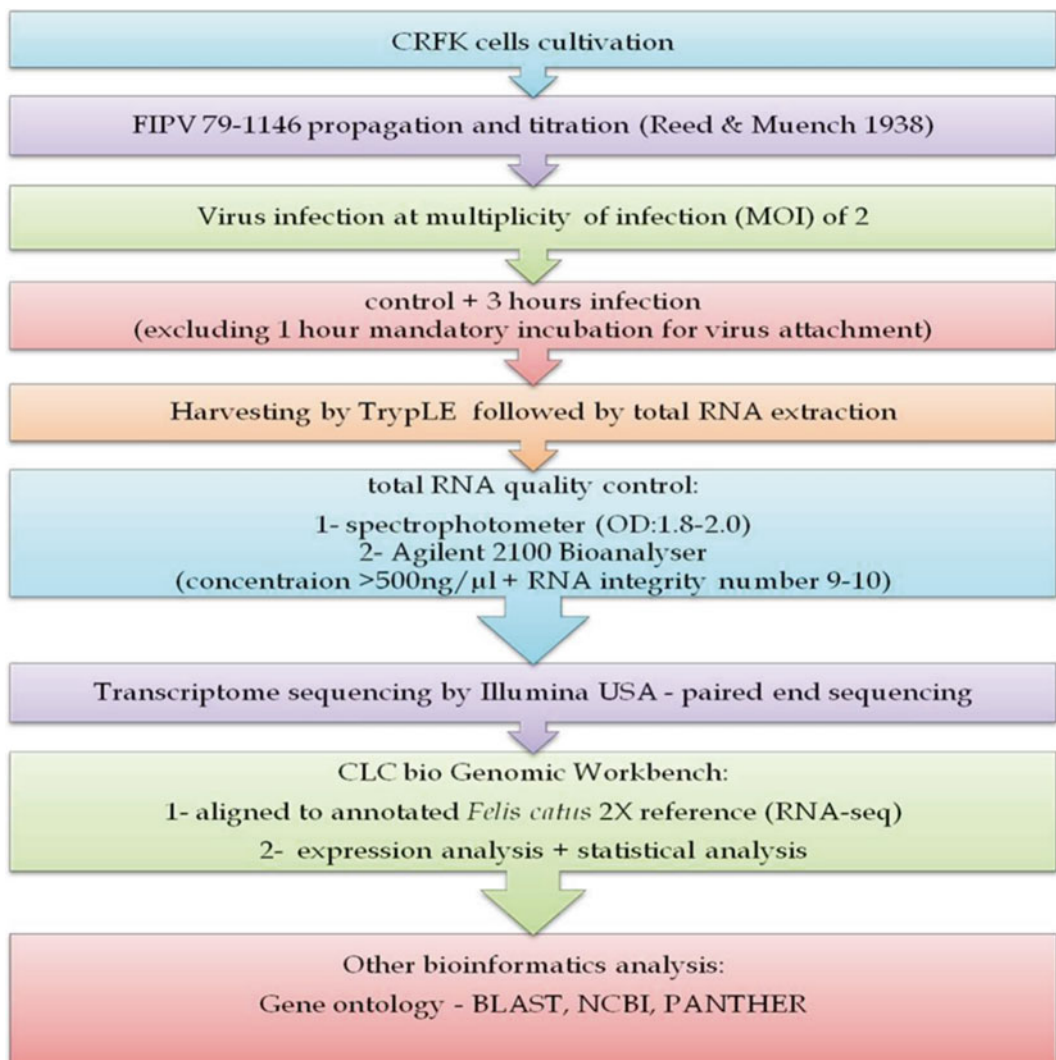 CRFK cells cultivation
FIPV 79-1146 propagation and titration (Reed & Muench 1938)
Virus infection at multiplicity of infection (MOI) of 2
control + 3 hours infection
(excluding 1 hour mandatory incubation for virus attachment)
Harvesting by TrypLE followed by total RNA extraction
total RNA quality control:
1- spectrophotometer (OD:1.8-2.0)
2- Agilent 2100 Bioanalyser
(concentraion >500ng/µl + RNA integrity number 9-10)
Transcriptome sequencing by Illumina USA - paired end sequencing
CLC bio Genomic Workbench:
1- aligned to annotated Felis catus 2X reference (RNA-seq)
2- expression analysis + statistical analysis
Other bioinformatics analysis:
Gene ontology - BLAST, NCBI, PANTHER